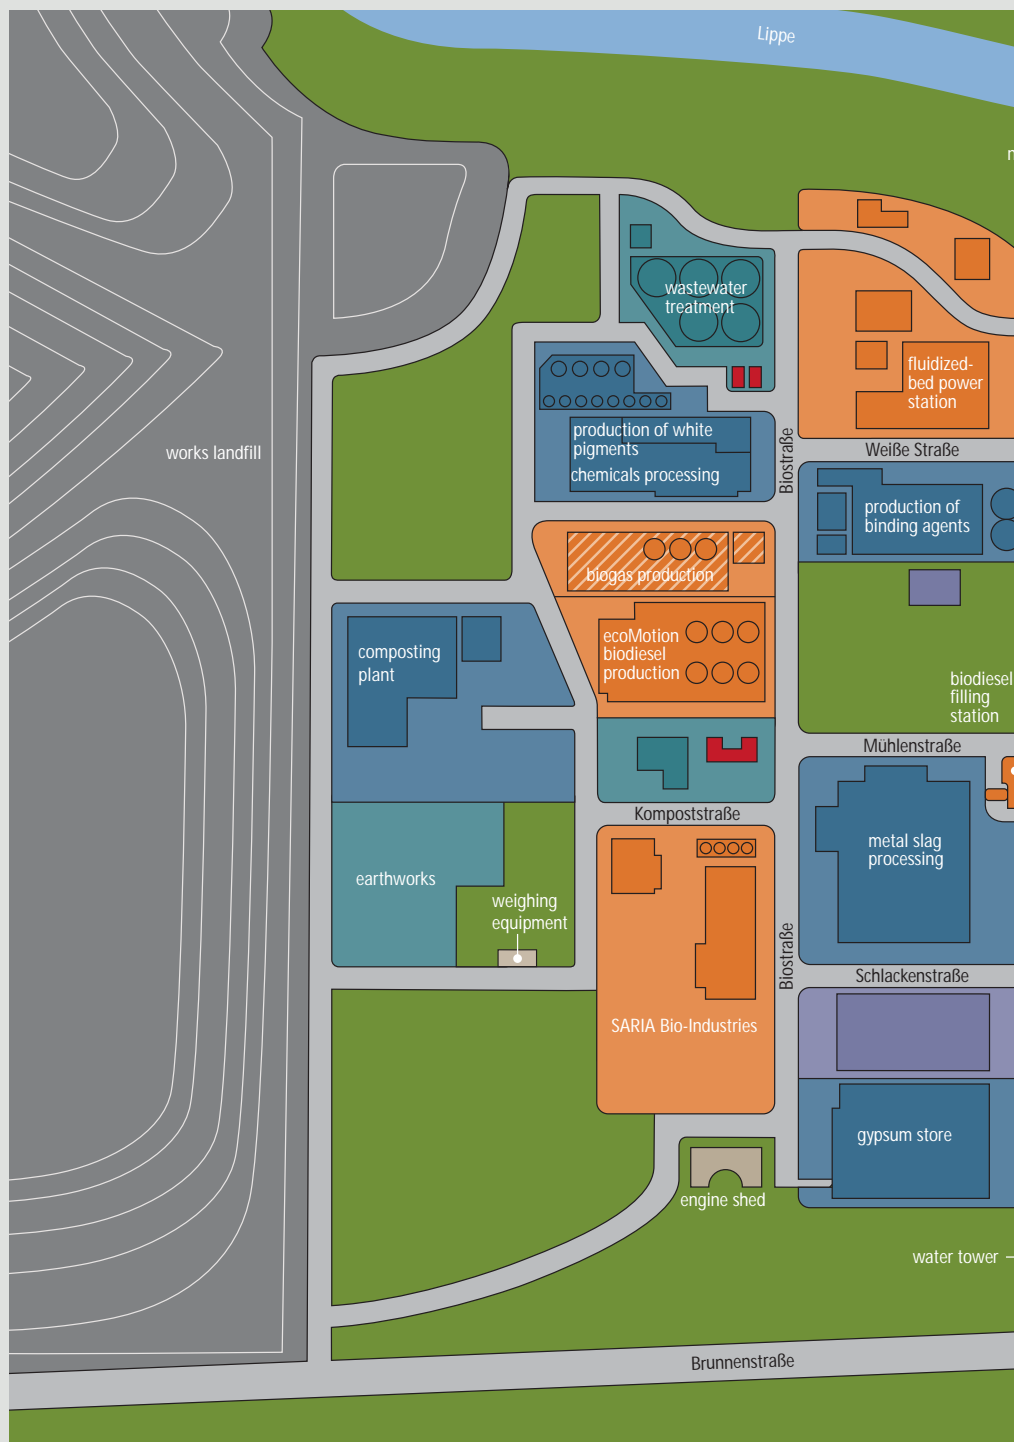 Lippe
wastewater
treatment
fluidized-
bed power
station
works landfill
production of white
pigments
chemicals processing
Biostraße
Weiße Straße
production of
binding agents
biogas production
ecoMotion
biodiesel
production
composting
plant
biodiesel
filling
station
Mühlenstraße
Kompoststraße
metal slag
processing
earthworks
weighing
equipment
Biostraße
Schlackenstraße
SARIA Bio-Industries
gypsum store
engine shed
water tower
Brunnenstraße